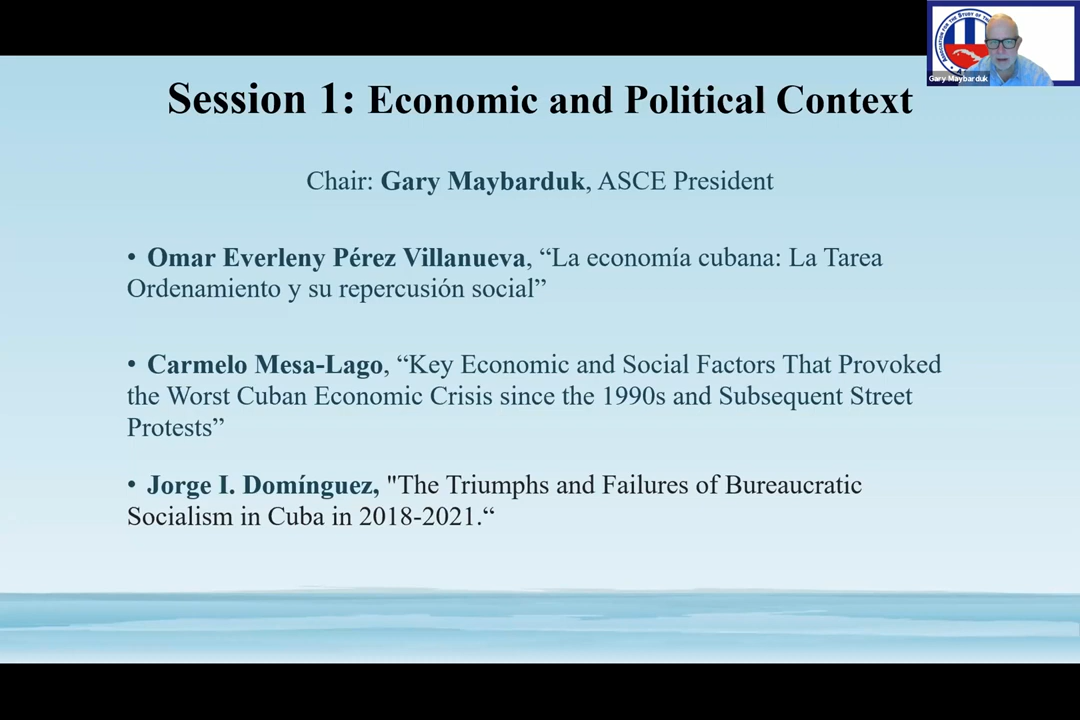 Session 1: Economic and Political Context
Gary Maybarduk
Chair: Gary Maybarduk, ASCE President
• Omar Everleny Pérez Villanueva, “La economía cubana: La Tarea
Ordenamiento y su repercusión social”
• Carmelo Mesa-Lago, “Key Economic and Social Factors That Provoked
the Worst Cuban Economic Crisis since the 1990s and Subsequent Street
Protests”
• Jorge I. Domínguez, "The Triumphs and Failures of Bureaucratic
Socialism in Cuba in 2018-2021.“